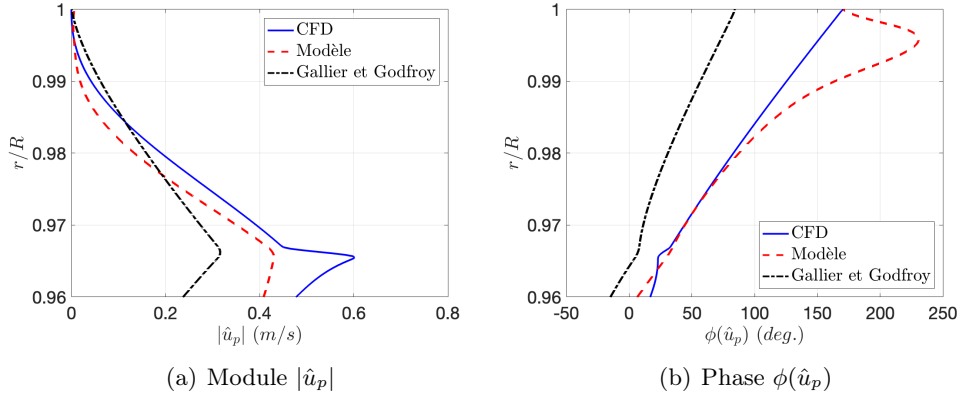 1
0.99
0.98
0.97
0.96
r/R
0
0.2
0.4
0.6
0.8
|û_p| (m/s)
CFD
Modèle
Gallier et Godfroy
(a) Module |û_p|
1
0.99
0.98
0.97
0.96
r/R
-50
0
50
100
150
200
250
ϕ(û_p) (deg.)
CFD
Modèle
Gallier et Godfroy
(b) Phase ϕ(û_p)